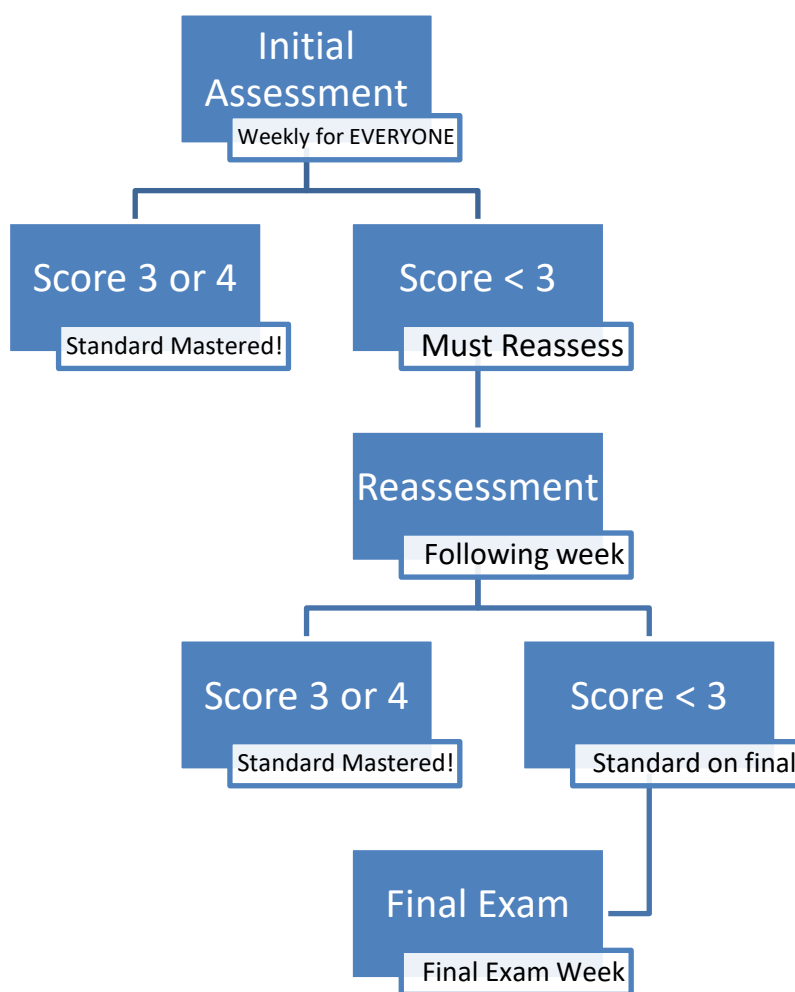 Initial
Assessment
Weekly for EVERYONE
Score 3 or 4
Standard Mastered!
Score < 3
Must Reassess
Reassessment
Following week
Score 3 or 4
Standard Mastered!
Score < 3
Standard on final
Final Exam
Final Exam Week